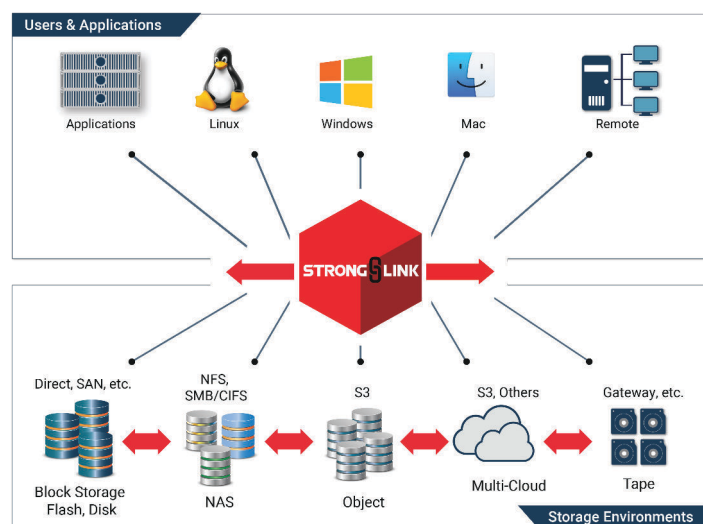 Users & Applications
Applications
Linux
Windows
Mac
Remote
STRONG LINK
Direct, SAN, etc.
NFS,
SMB/CIFS
S3
S3, Others
Gateway, etc.
Block Storage
Flash, Disk
NAS
Object
Multi-Cloud
Tape
Storage Environments